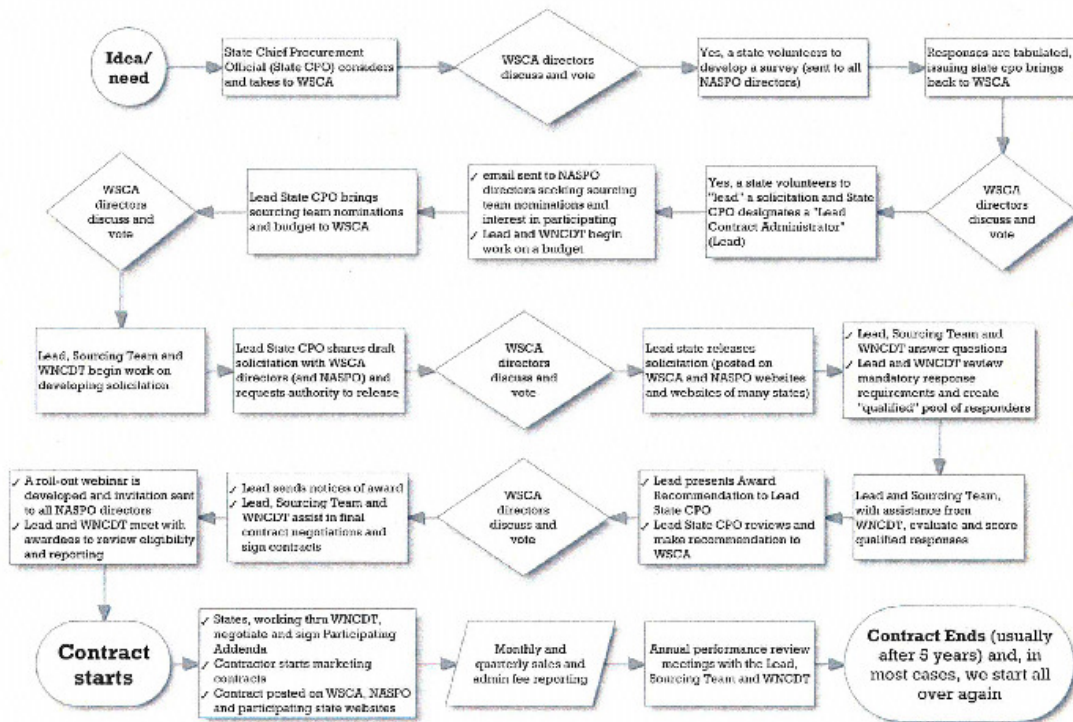 Idea/
need
State Chief Procurement
Official (State CPO) considers
and takes to WSCA
WSCA directors
discuss and vote
Yes, a state volunteers to
develop a survey (sent to all
NASPO directors)
Responses are tabulated,
issuing state cpo brings
back to WSCA
WSCA
directors
discuss and
vote
Yes, a state volunteers to
"lead" a solicitation and State
CPO designates a "Lead
Contract Administrator"
(Lead)
✓ email sent to NASPO
directors seeking sourcing
team nominations and
interest in participating
✓ Lead and WNCDT begin
work on a budget
Lead State CPO brings
sourcing team nominations
and budget to WSCA
WSCA
directors
discuss and
vote
Lead, Sourcing Team and
WNCDT begin work on
developing solicitation
Lead State CPO shares draft
solicitation with WSCA
directors (and NASPO) and
requests authority to release
WSCA
directors
discuss and
vote
Lead state releases
solicitation (posted on
WSCA and NASPO websites
and websites of many states)
✓ Lead, Sourcing Team and
WNCDT answer questions
✓ Lead and WNCDT review
mandatory response
requirements and create
"qualified" pool of responders
Lead and Sourcing Team,
with assistance from
WNCDT, evaluate and score
qualified responses
✓ Lead presents Award
Recommendation to Lead
State CPO
✓ Lead State CPO reviews and
make recommendation to
WSCA
WSCA
directors
discuss and
vote
✓ Lead sends notices of award
✓ Lead, Sourcing Team and
WNCDT assist in final
contract negotiations and
sign contracts
✓ A roll-out webinar is
developed and invitation sent
to all NASPO directors
✓ Lead and WNCDT meet with
awardees to review eligibility
and reporting
Contract
starts
✓ States, working thru WNCDT,
negotiate and sign Participating
Addenda
✓ Contractor starts marketing
contracts
✓ Contract posted on WSCA, NASPO
and participating state websites
Monthly and
quarterly sales and
admin fee reporting
Annual performance review
meetings with the Lead,
Sourcing Team and WNCDT
Contract Ends (usually
after 5 years) and, in
most cases, we start all
over again